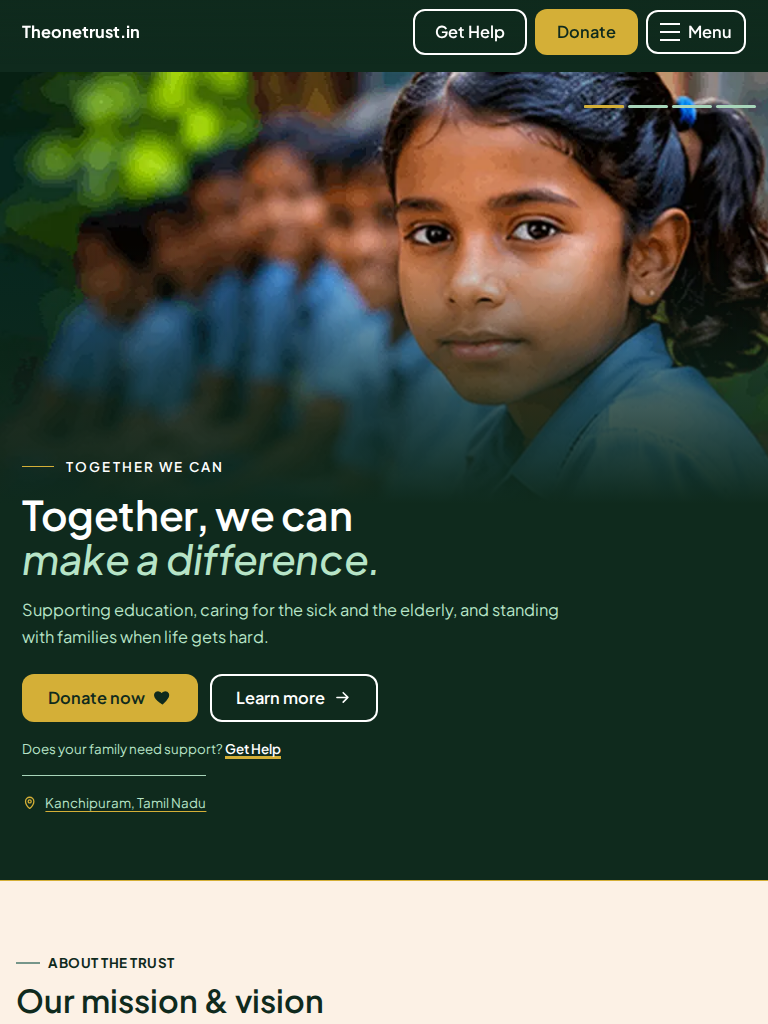 Theonetrust.in
Get Help
Donate
Menu
TOGETHER WE CAN
Together, we can
make a difference.
Supporting education, caring for the sick and the elderly, and standing
with families when life gets hard.
Donate now
Learn more
Does your family need support? Get Help
Kanchipuram, Tamil Nadu
ABOUT THE TRUST
Our mission & vision